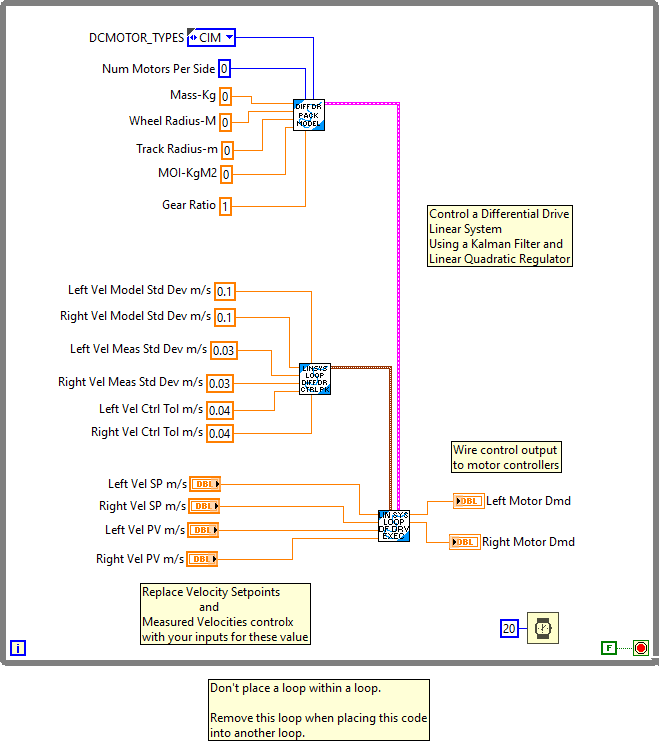 DCMOTOR_TYPES CIM
Num Motors Per Side 0
Mass-Kg 0
Wheel Radius-M 0
Track Radius-m 0
MOI-KgM2 0
Gear Ratio 1
DIFFDR
PACK
MODEL
Control a Differential Drive
Linear System
Using a Kalman Filter and
Linear Quadratic Regulator
Left Vel Model Std Dev m/s 0.1
Right Vel Model Std Dev m/s 0.1
Left Vel Meas Std Dev m/s 0.03
Right Vel Meas Std Dev m/s 0.03
Left Vel Ctrl Tol m/s 0.04
Right Vel Ctrl Tol m/s 0.04
LINSYS
LOOP
DIFFDR
CTRLPK
Wire control output
to motor controllers
Left Vel SP m/s DBL
Right Vel SP m/s DBL
Left Vel PV m/s DBL
Right Vel PV m/s DBL
LIN SYS
LOOP
DF DRV
EXEC
DBL Left Motor Dmd
DBL Right Motor Dmd
Replace Velocity Setpoints
and
Measured Velocities controlx
with your inputs for these value
20
i
F
Don't place a loop within a loop.
Remove this loop when placing this code
into another loop.